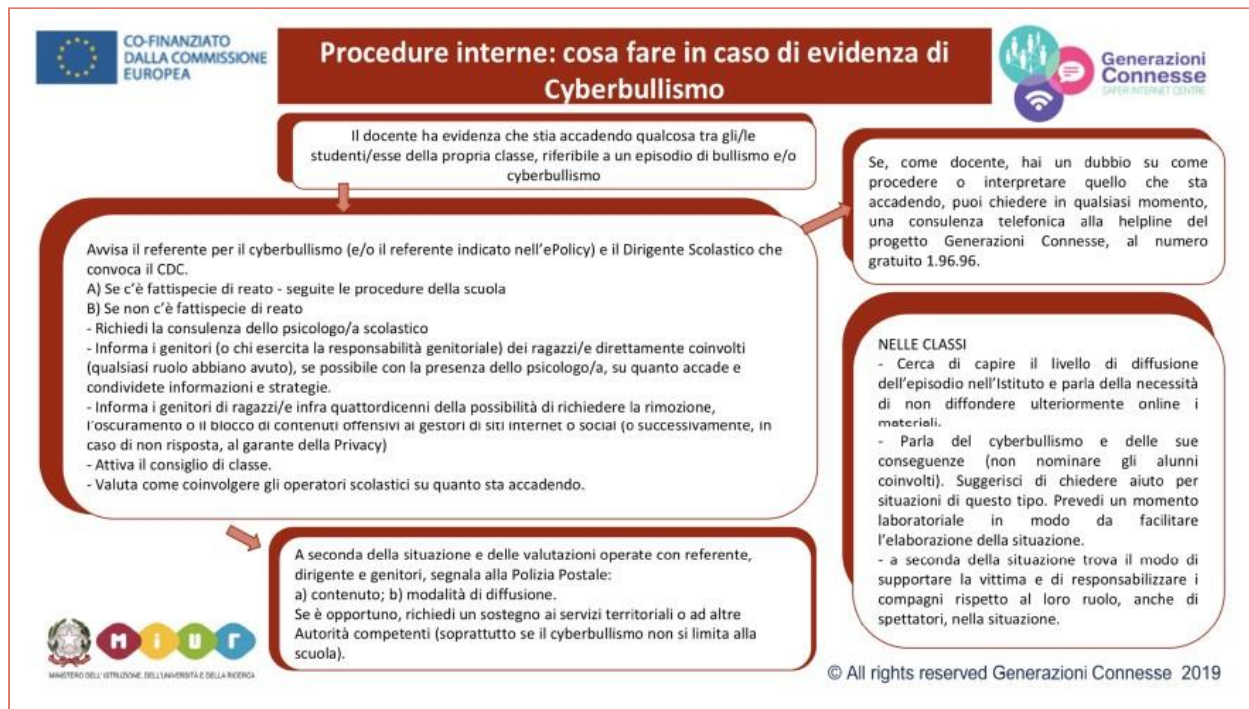 CO-FINANZIATO
DALLA COMMISSIONE
EUROPEA
Procedure interne: cosa fare in caso di evidenza di
Cyberbullismo
Generazioni
Connesse
SAFER INTERNET CENTRE
Il docente ha evidenza che stia accadendo qualcosa tra gli/le
studenti/esse della propria classe, riferibile a un episodio di bullismo e/o
cyberbullismo
Se, come docente, hai un dubbio su come
procedere o interpretare quello che sta
accadendo, puoi chiedere in qualsiasi momento,
una consulenza telefonica alla helpline del
progetto Generazioni Connesse, al numero
gratuito 1.96.96.
Avvisa il referente per il cyberbullismo (e/o il referente indicato nell'ePolicy) e il Dirigente Scolastico che
convoca il CDC.
A) Se c'è fattispecie di reato - seguite le procedure della scuola
B) Se non c'è fattispecie di reato
- Richiedi la consulenza dello psicologo/a scolastico
- Informa i genitori (o chi esercita la responsabilità genitoriale) dei ragazzi/e direttamente coinvolti
(qualsiasi ruolo abbiano avuto), se possibile con la presenza dello psicologo/a, su quanto accade e
condividete informazioni e strategie.
- Informa i genitori di ragazzi/e infra quattordicenni della possibilità di richiedere la rimozione,
l'oscuramento o il blocco di contenuti offensivi ai gestori di siti internet o social (o successivamente, in
caso di non risposta, al garante della Privacy)
- Attiva il consiglio di classe.
- Valuta come coinvolgere gli operatori scolastici su quanto sta accadendo.
NELLE CLASSI
- Cerca di capire il livello di diffusione
dell'episodio nell'Istituto e parla della necessità
di non diffondere ulteriormente online i
materiali.
- Parla del cyberbullismo e delle sue
conseguenze (non nominare gli alunni
coinvolti). Suggerisci di chiedere aiuto per
situazioni di questo tipo. Prevedi un momento
laboratoriale in modo da facilitare
l'elaborazione della situazione.
- a seconda della situazione trova il modo di
supportare la vittima e di responsabilizzare i
compagni rispetto al loro ruolo, anche di
spettatori, nella situazione.
A seconda della situazione e delle valutazioni operate con referente,
dirigente e genitori, segnala alla Polizia Postale:
a) contenuto; b) modalità di diffusione.
Se è opportuno, richiedi un sostegno ai servizi territoriali o ad altre
Autorità competenti (soprattutto se il cyberbullismo non si limita alla
scuola).
MiUr
MINISTERO DELL'ISTRUZIONE, DELL'UNIVERSITÀ E DELLA RICERCA
© All rights reserved Generazioni Connesse 2019